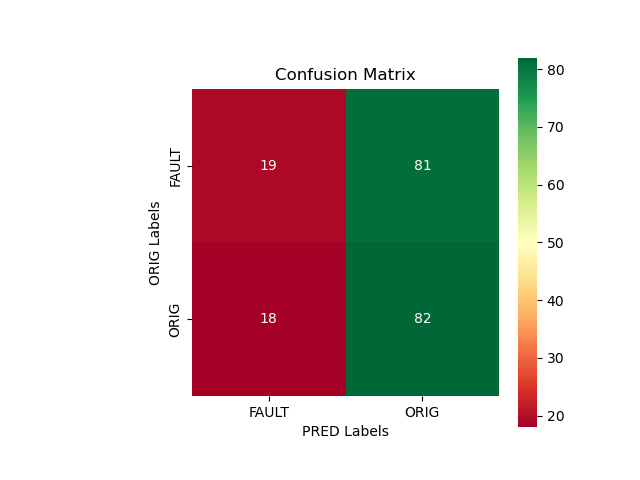 Confusion Matrix
ORIG Labels
FAULT
ORIG
19
81
18
82
FAULT
ORIG
PRED Labels
80
70
60
50
40
30
20